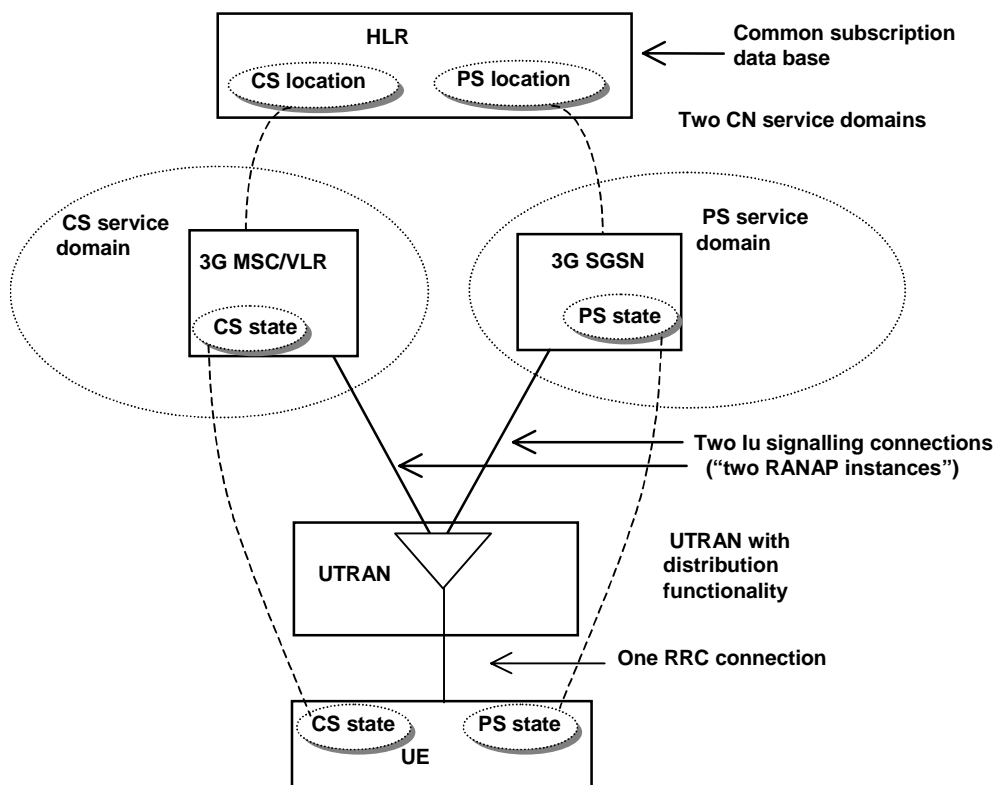 HLR
Common subscription
data base
CS location
PS location
Two CN service domains
CS service
domain
PS service
domain
3G MSC/VLR
3G SGSN
CS state
PS state
Two Iu signalling connections
(“two RANAP instances”)
UTRAN
UTRAN with
distribution
functionality
One RRC connection
CS state
PS state
UE